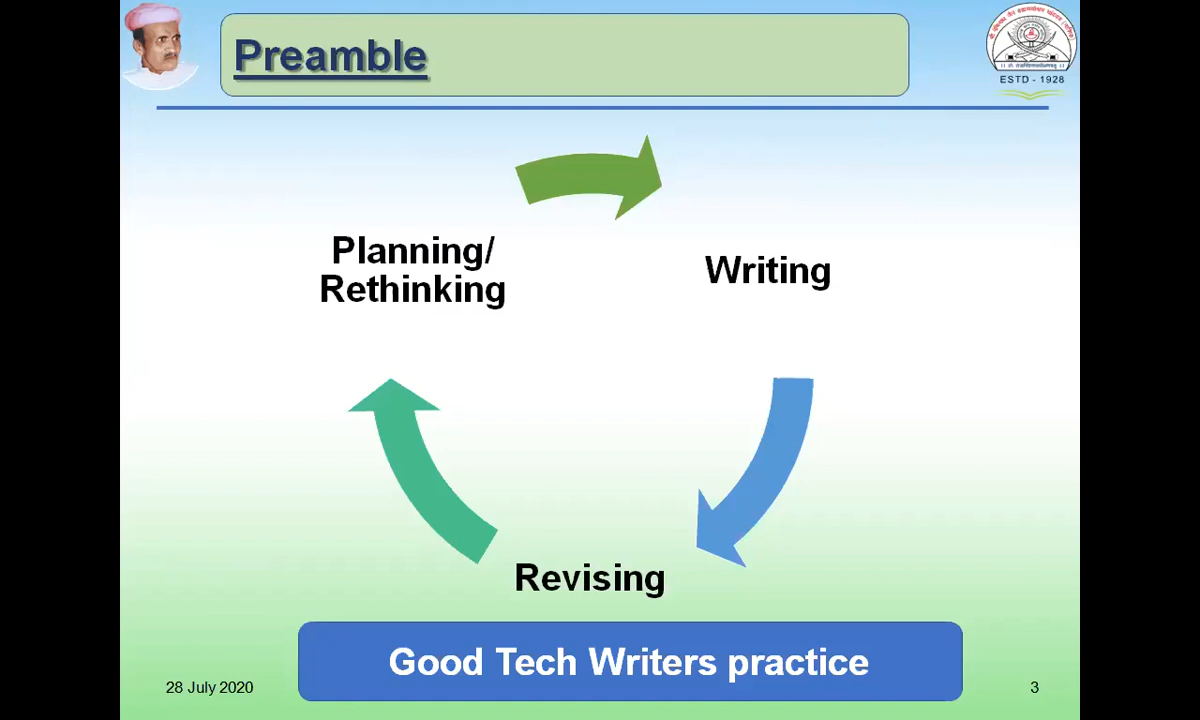 Preamble
ESTD - 1928
Planning/
Rethinking
Writing
Revising
Good Tech Writers practice
28 July 2020
3